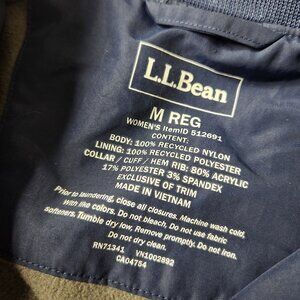 L.L.Bean
M REG
WOMEN'S ItemID 512691
CONTENT:
BODY: 100% RECYCLED NYLON
LINING: 100% RECYCLED POLYESTER
COLLAR / CUFF / HEM RIB: 80% ACRYLIC
17% POLYESTER 3% SPANDEX
EXCLUSIVE OF TRIM
MADE IN VIETNAM
Prior to laundering, close all closures. Machine wash cold,
with like colors. Do not bleach. Do not use fabric
softeners. Tumble dry low. Remove promptly. Do not iron.
Do not dry clean.
RN71341 VN1002892
CA04754